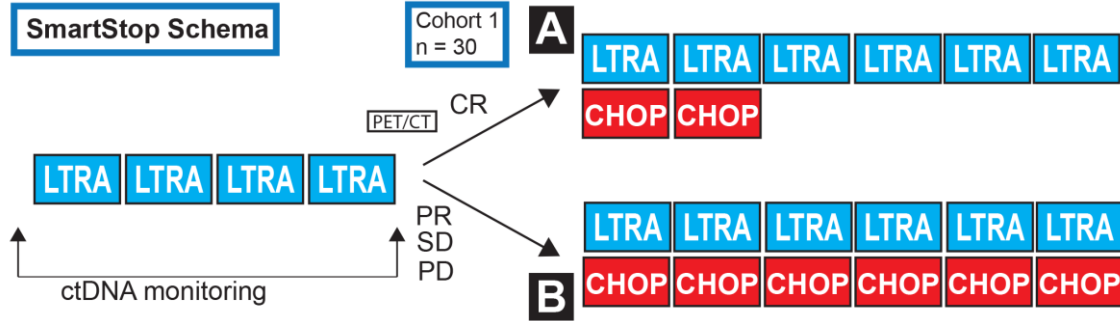 SmartStop Schema
Cohort 1
n = 30
A
LTRA LTRA LTRA LTRA LTRA LTRA
CHOP CHOP
CR
PET/CT
LTRA LTRA LTRA LTRA
PR
SD
PD
ctDNA monitoring
LTRA LTRA LTRA LTRA LTRA LTRA
B
CHOP CHOP CHOP CHOP CHOP CHOP